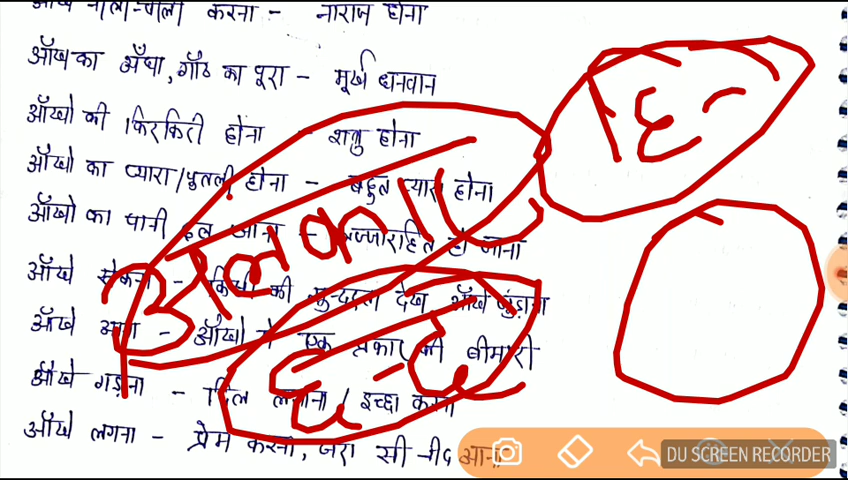 आँख नीली-पीली करना - नाराज होना
आँख का अँधा, गाँठ का पूरा - मूर्ख धनवान
आँखो की किरकिरी होना - शत्रु होना
आँखो का प्यारा/पुतली होना - बहुत प्यारा होना
आँखो का पानी ढल जाना - लज्जारहित हो जाना
आँखे सेकना - किसी की सुन्दरता देख आँखे जुड़ाना
आँखे आना - आँखो मे एक प्रकार की बीमारी
आँखे गड़ना - दिल लगाना / इच्छा करना
आँखे लगना - प्रेम करना, जरा सी नींद आना
DU SCREEN RECORDER